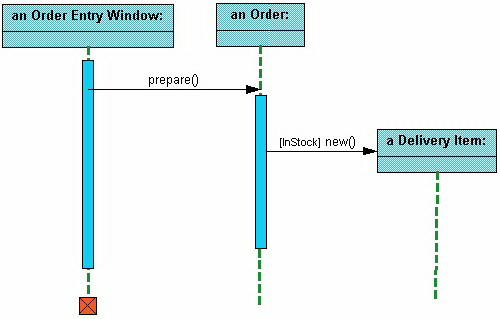 an Order Entry Window:
an Order:
prepare()
[InStock] new()
a Delivery Item: